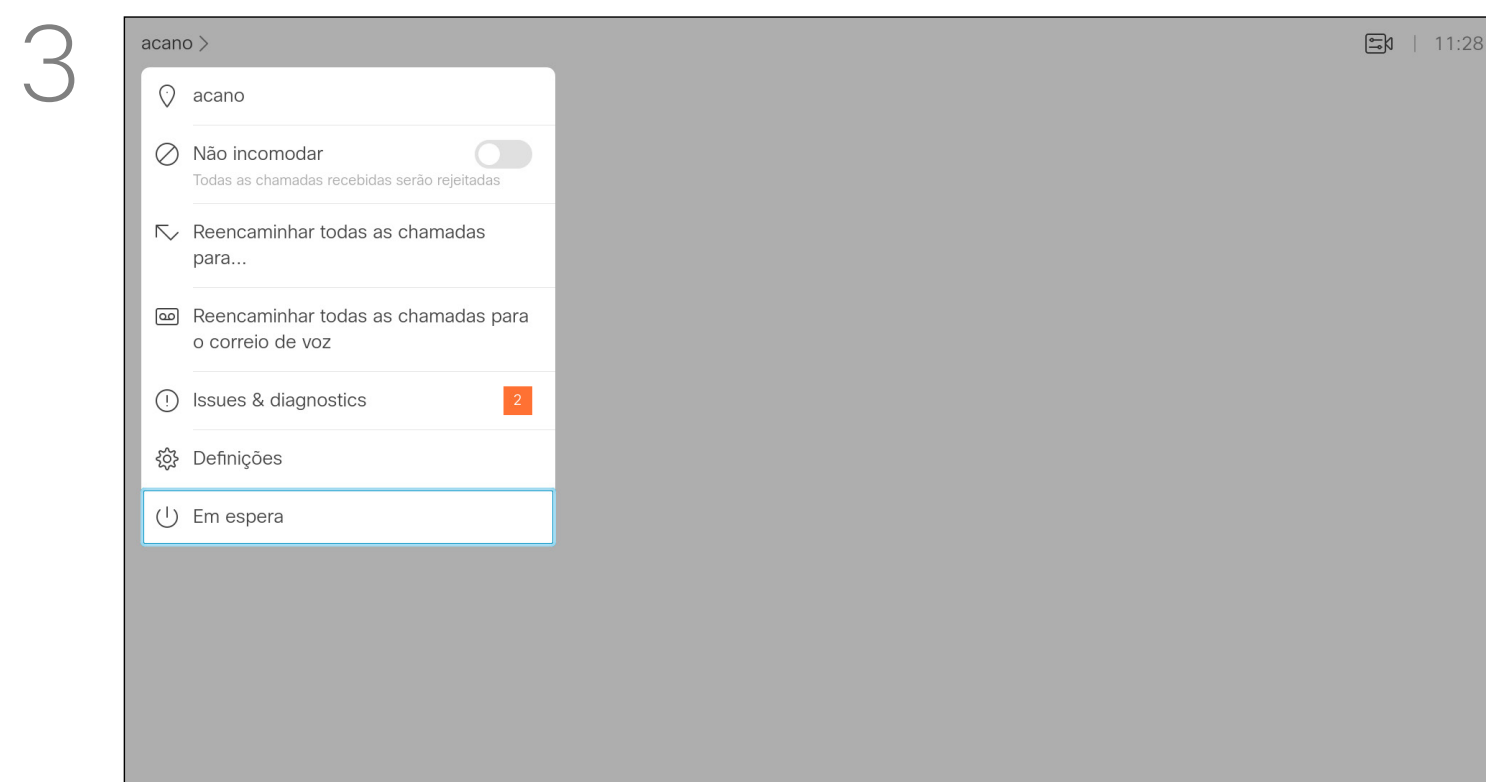 3
acano >
11:28
acano
Não incomodar
Todas as chamadas recebidas serão rejeitadas
Reencaminhar todas as chamadas
para...
Reencaminhar todas as chamadas para
o correio de voz
Issues & diagnostics
2
Definições
Em espera